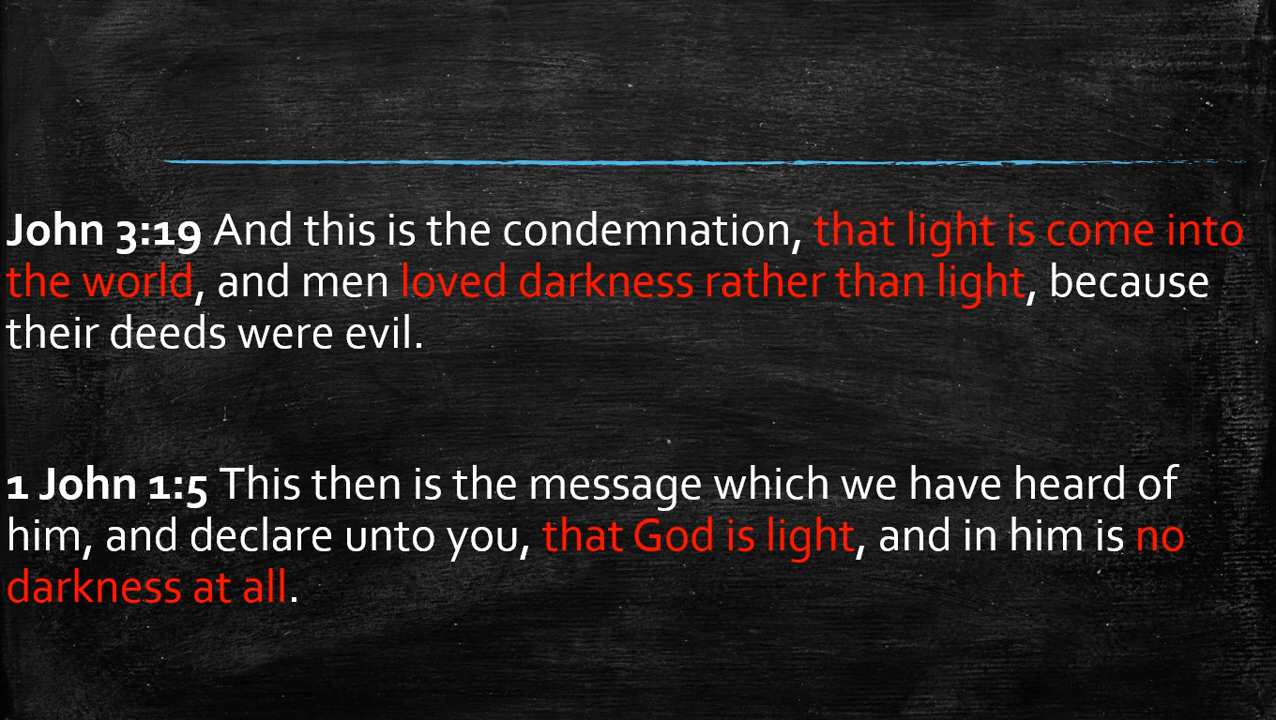 John 3:19 And this is the condemnation, that light is come into
the world, and men loved darkness rather than light, because
their deeds were evil.
1 John 1:5 This then is the message which we have heard of
him, and declare unto you, that God is light, and in him is no
darkness at all.